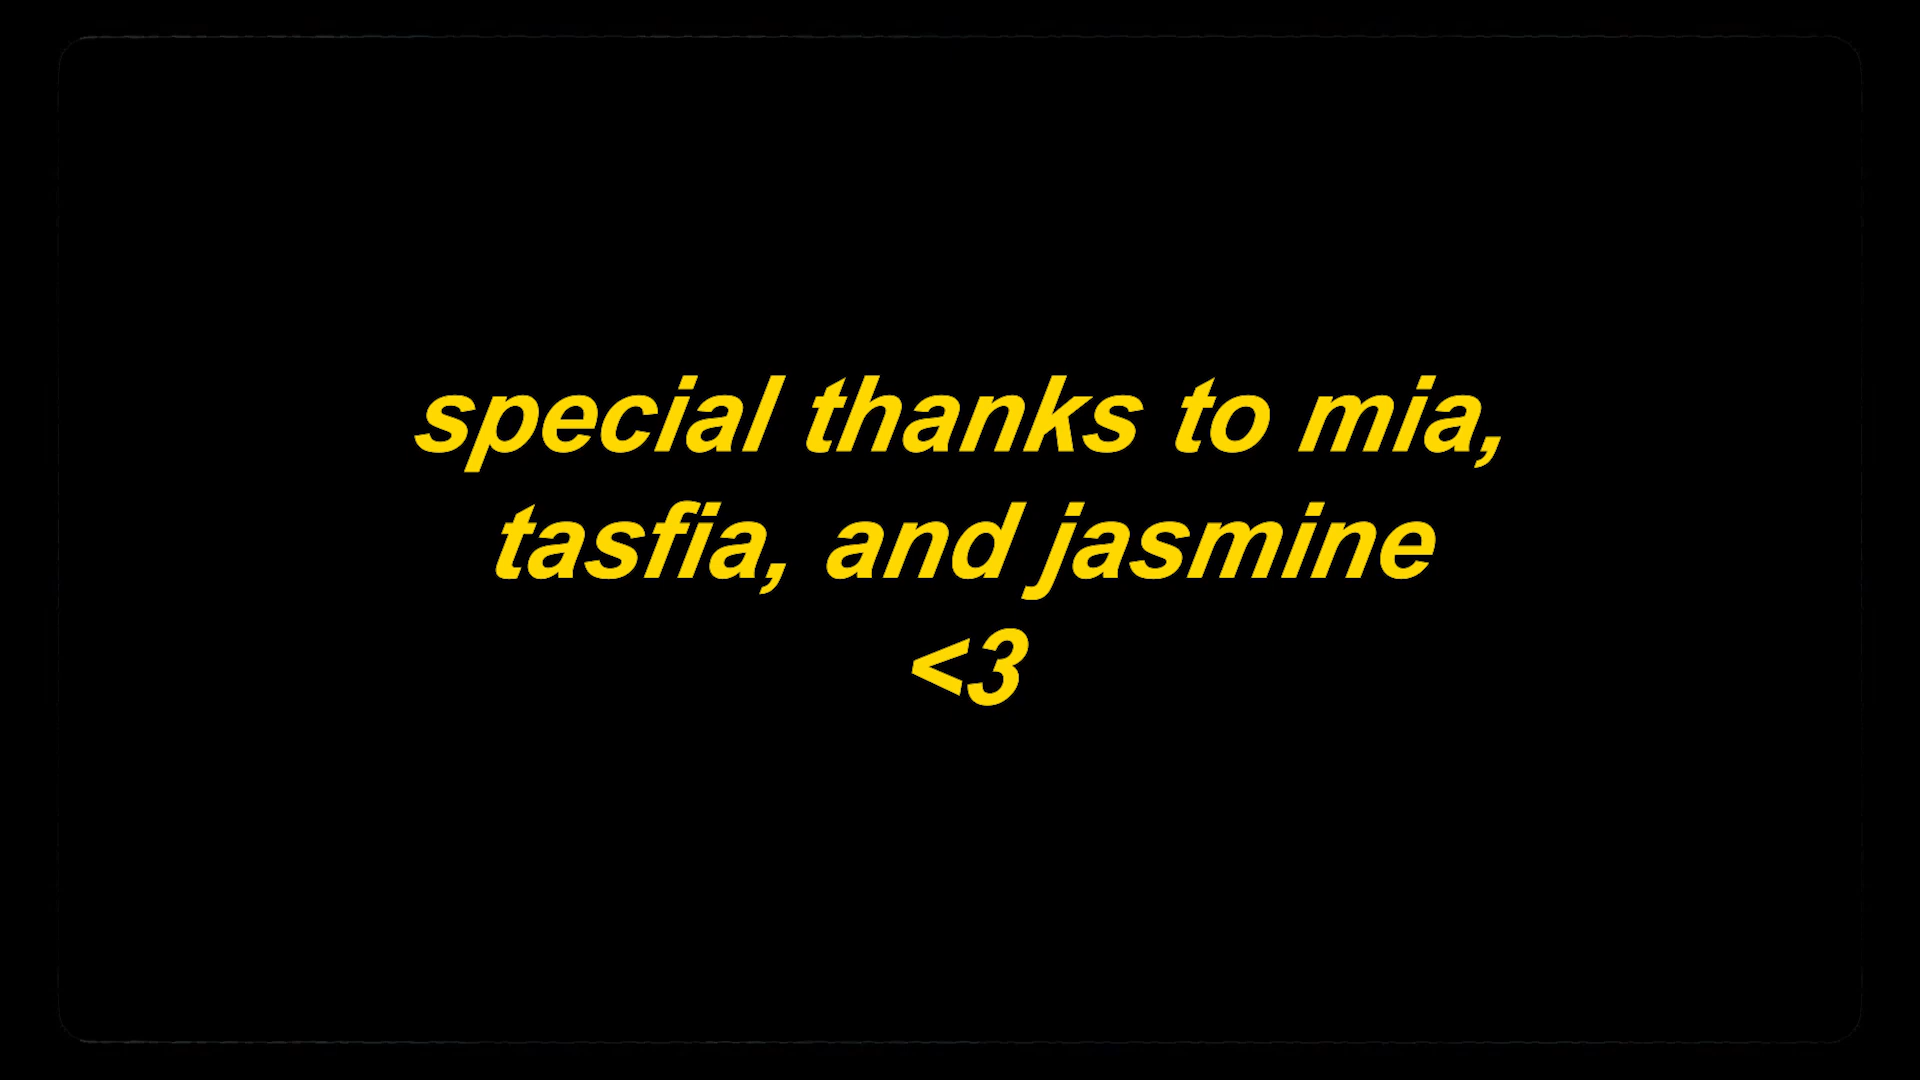 special thanks to mia,
tasfia, and jasmine
<3